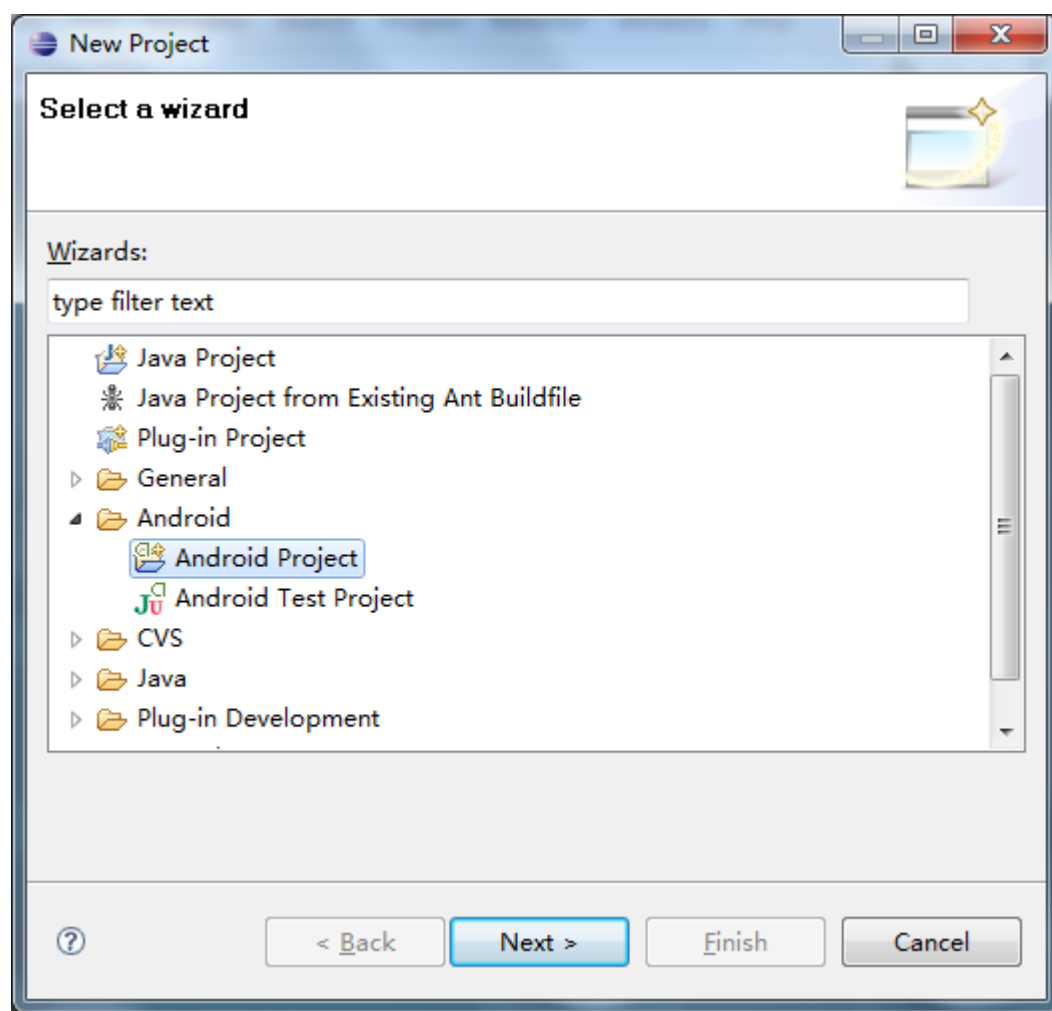 New Project
Select a wizard
Wizards:
type filter text
Java Project
Java Project from Existing Ant Buildfile
Plug-in Project
General
Android
Android Project
Android Test Project
CVS
Java
Plug-in Development
< Back Next > Finish Cancel